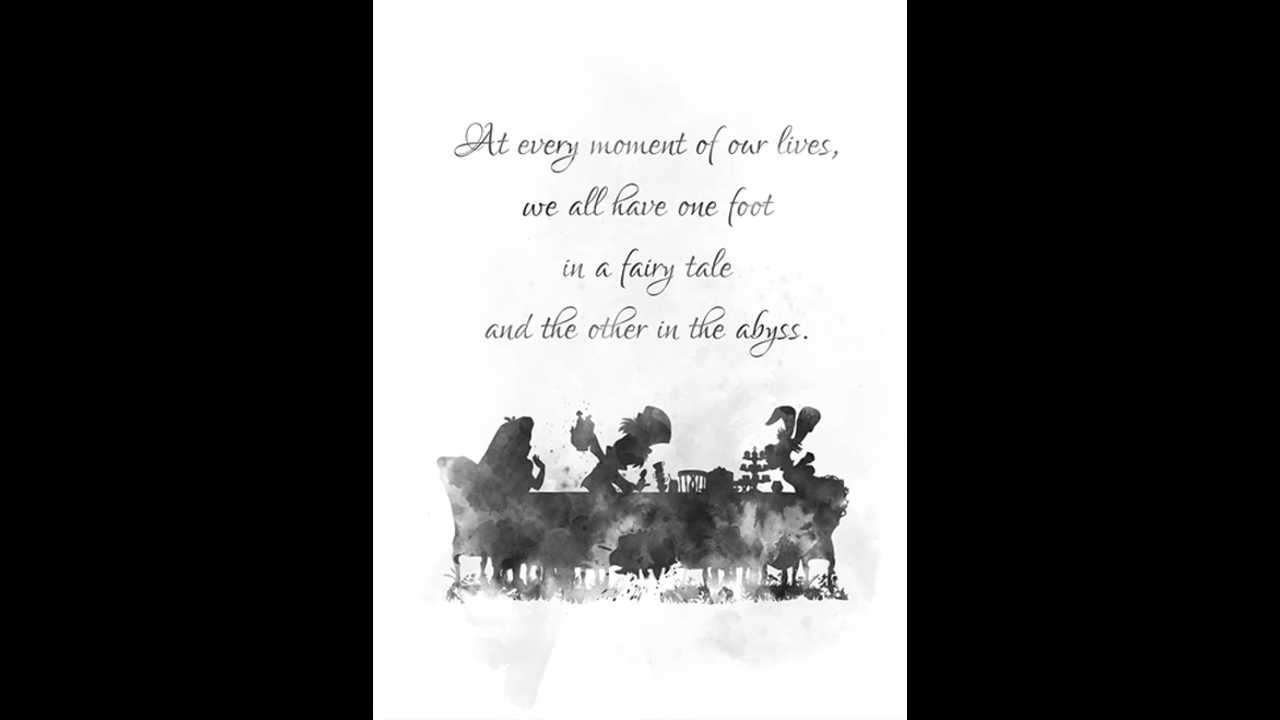 At every moment of our lives,
we all have one foot
in a fairy tale
and the other in the abyss.